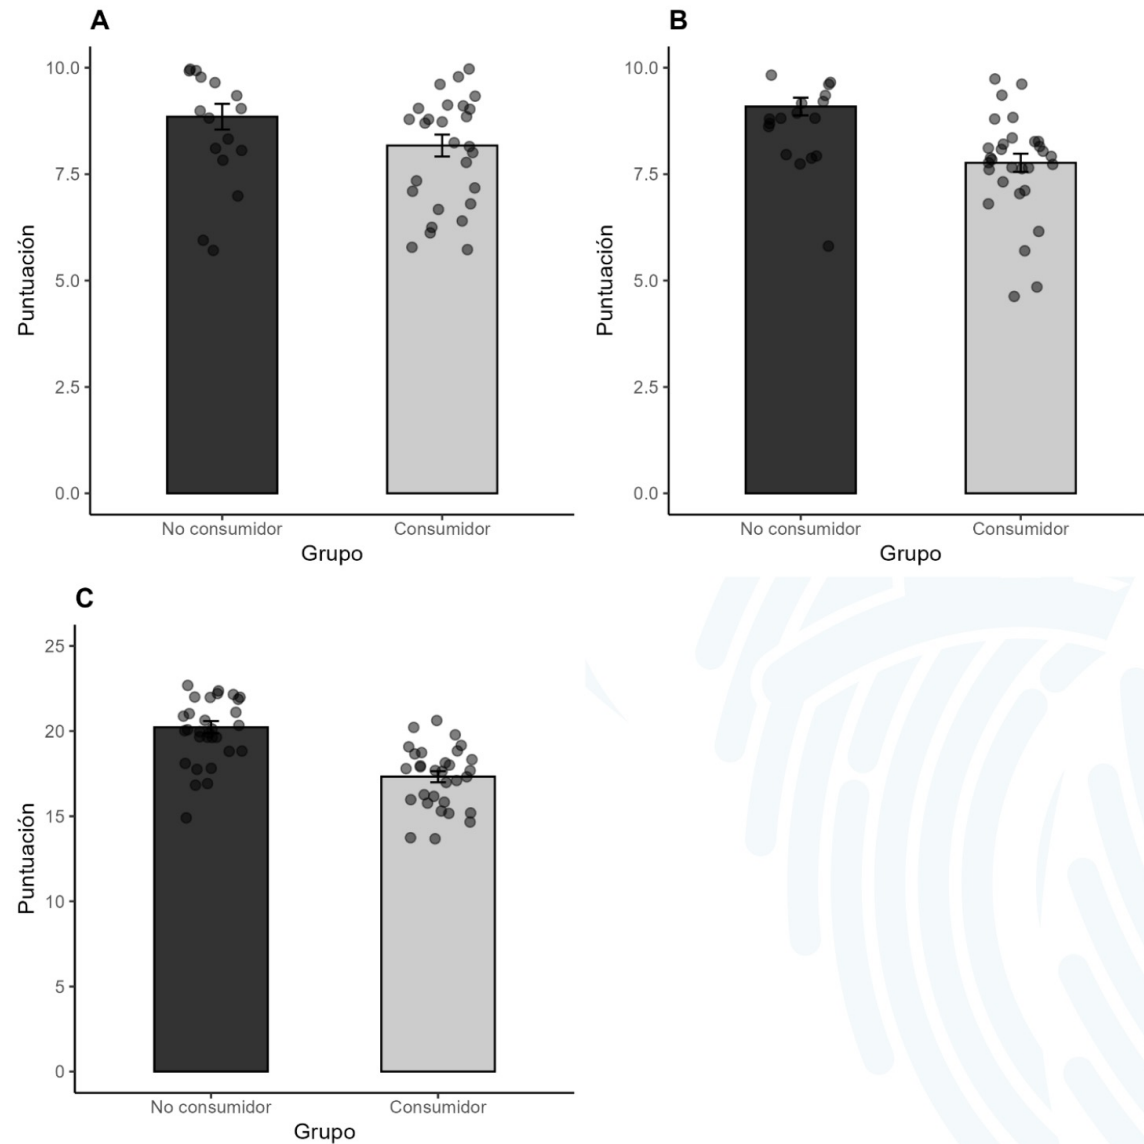 A
Puntuación
10.0
7.5
5.0
2.5
0.0
No consumidor
Consumidor
Grupo
B
Puntuación
10.0
7.5
5.0
2.5
0.0
No consumidor
Consumidor
Grupo
C
Puntuación
25
20
15
10
5
0
No consumidor
Consumidor
Grupo